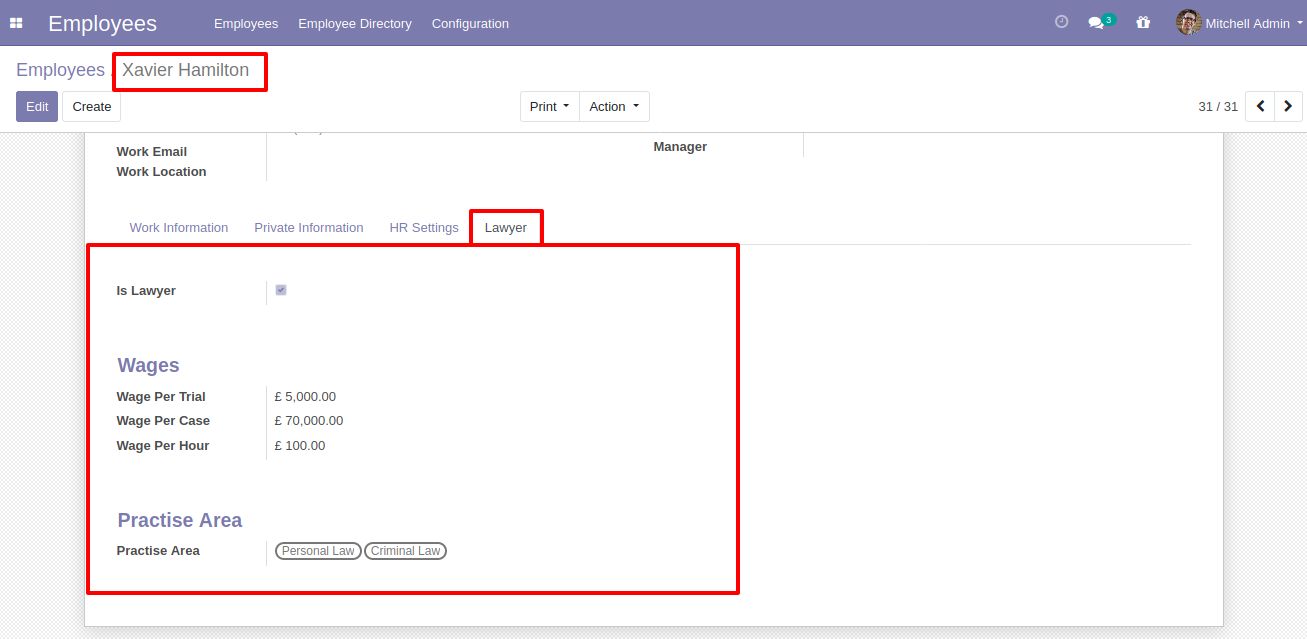 Employees Employees Employee Directory Configuration 3 Mitchell Admin
Employees / Xavier Hamilton
Edit Create Print Action 31 / 31
Work Email Manager
Work Location
Work Information Private Information HR Settings Lawyer
Is Lawyer
Wages
Wage Per Trial £ 5,000.00
Wage Per Case £ 70,000.00
Wage Per Hour £ 100.00
Practise Area
Practise Area Personal Law Criminal Law